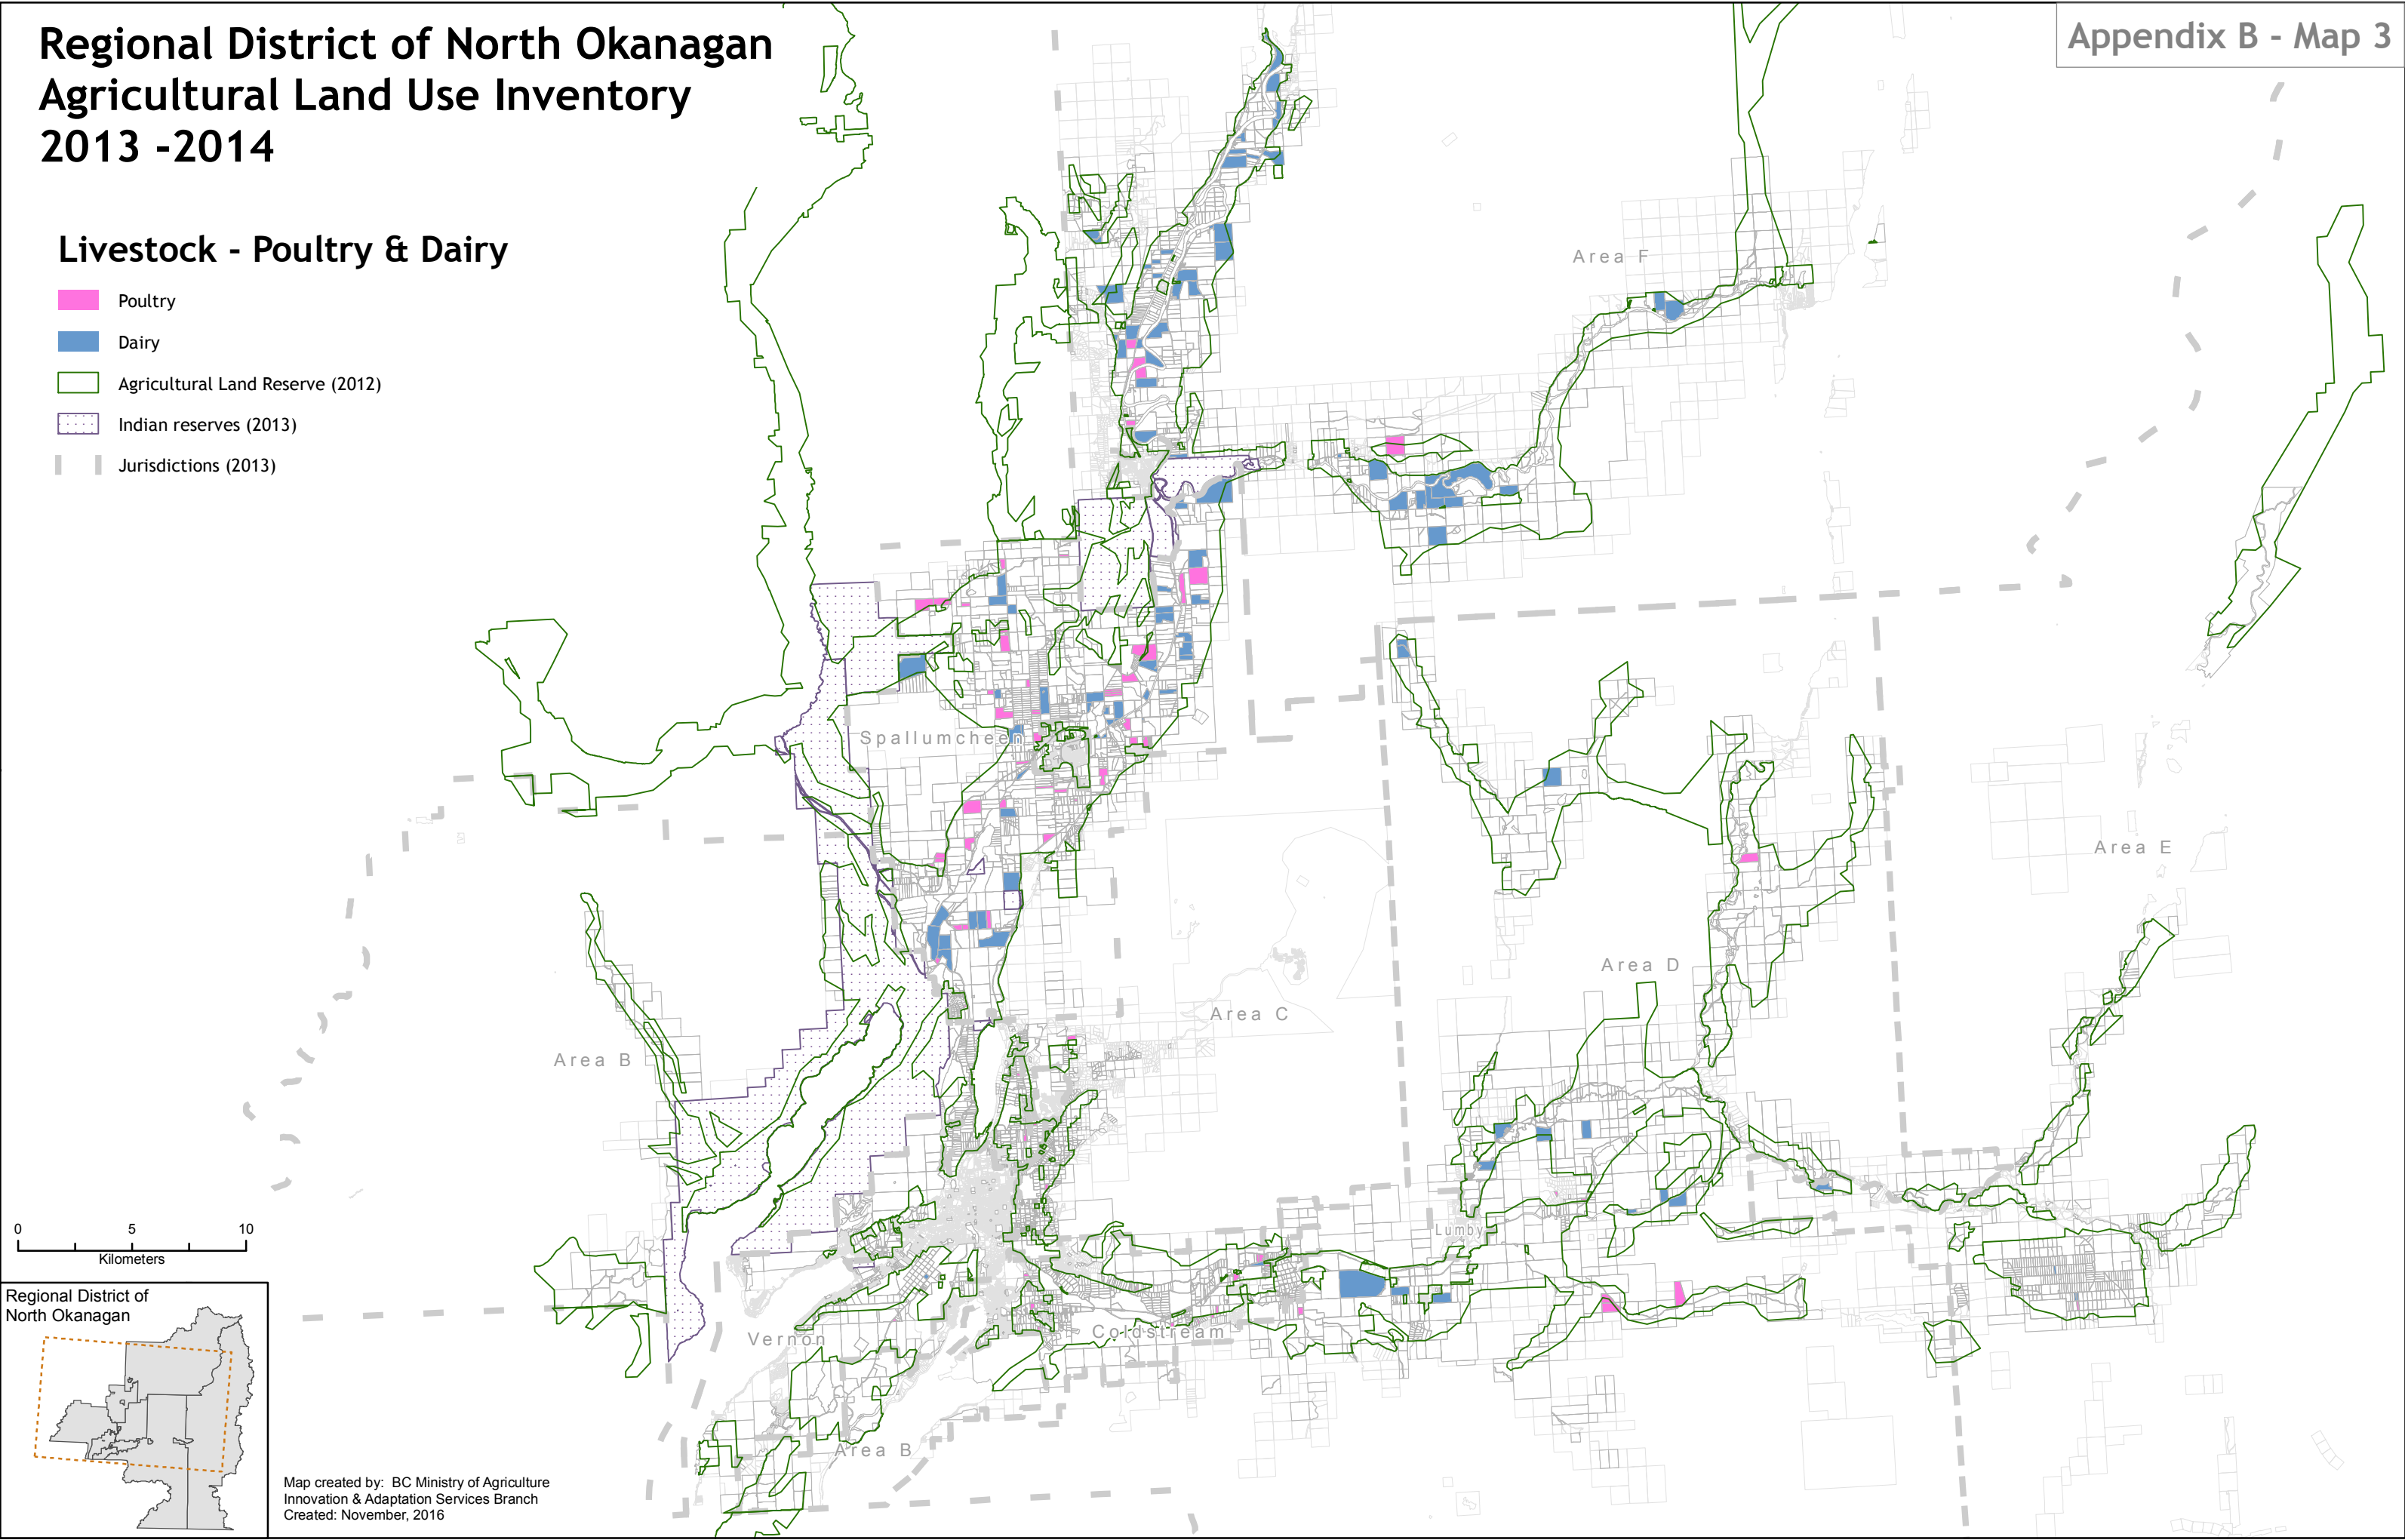 Regional District of North Okanagan
Agricultural Land Use Inventory
2013 -2014
Appendix B - Map 3
Livestock - Poultry & Dairy
Poultry
Dairy
Agricultural Land Reserve (2012)
Indian reserves (2013)
Jurisdictions (2013)
Area F
Spallumcheen
Area E
Area D
Area C
Area B
Lumby
Vernon
Coldstream
Area B
0 5 10
Kilometers
Regional District of
North Okanagan
Map created by: BC Ministry of Agriculture
Innovation & Adaptation Services Branch
Created: November, 2016